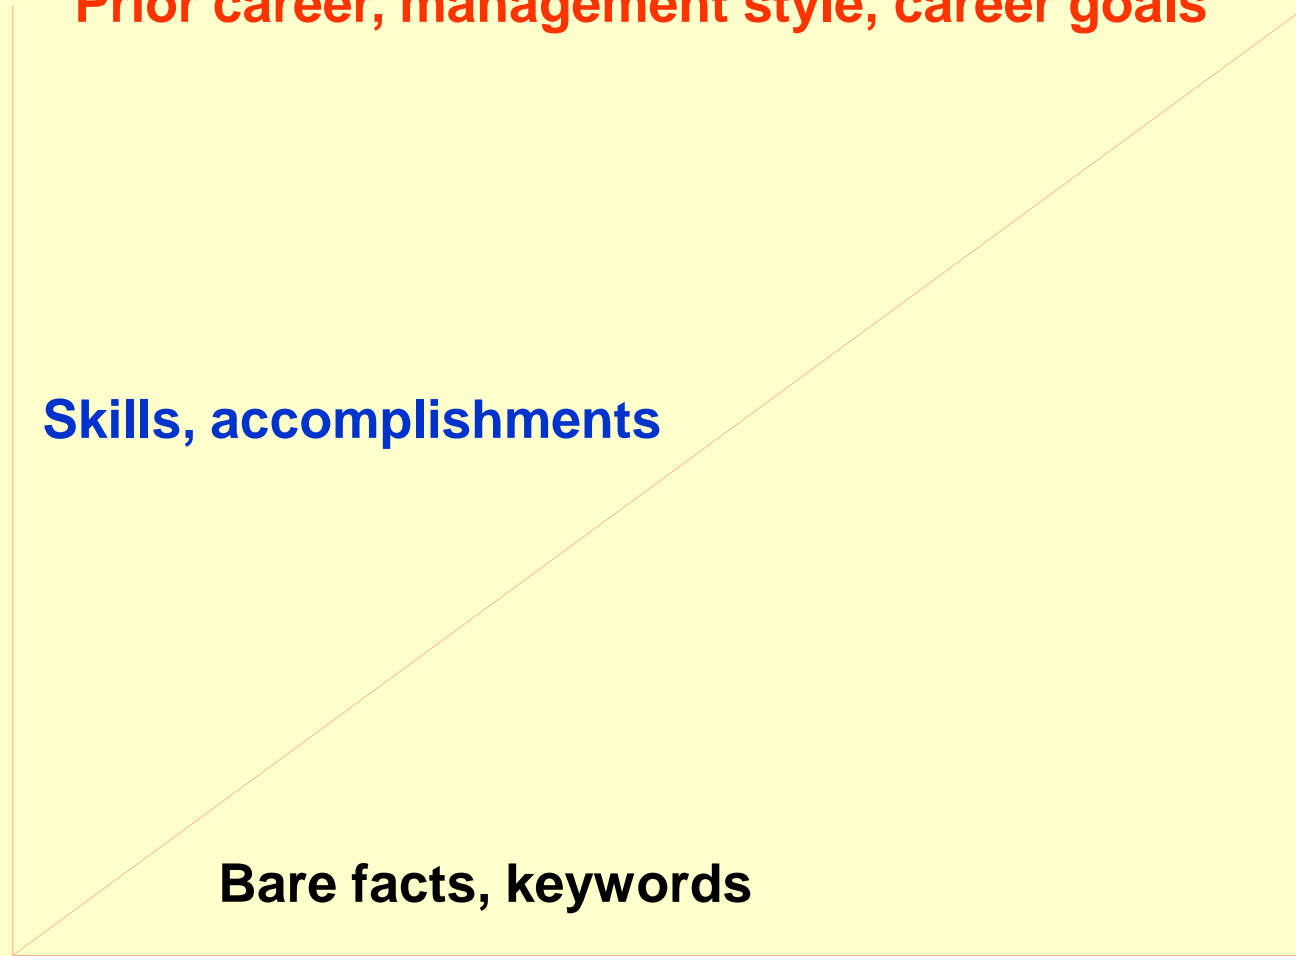 Prior career, management style, career goals
Skills, accomplishments
Bare facts, keywords